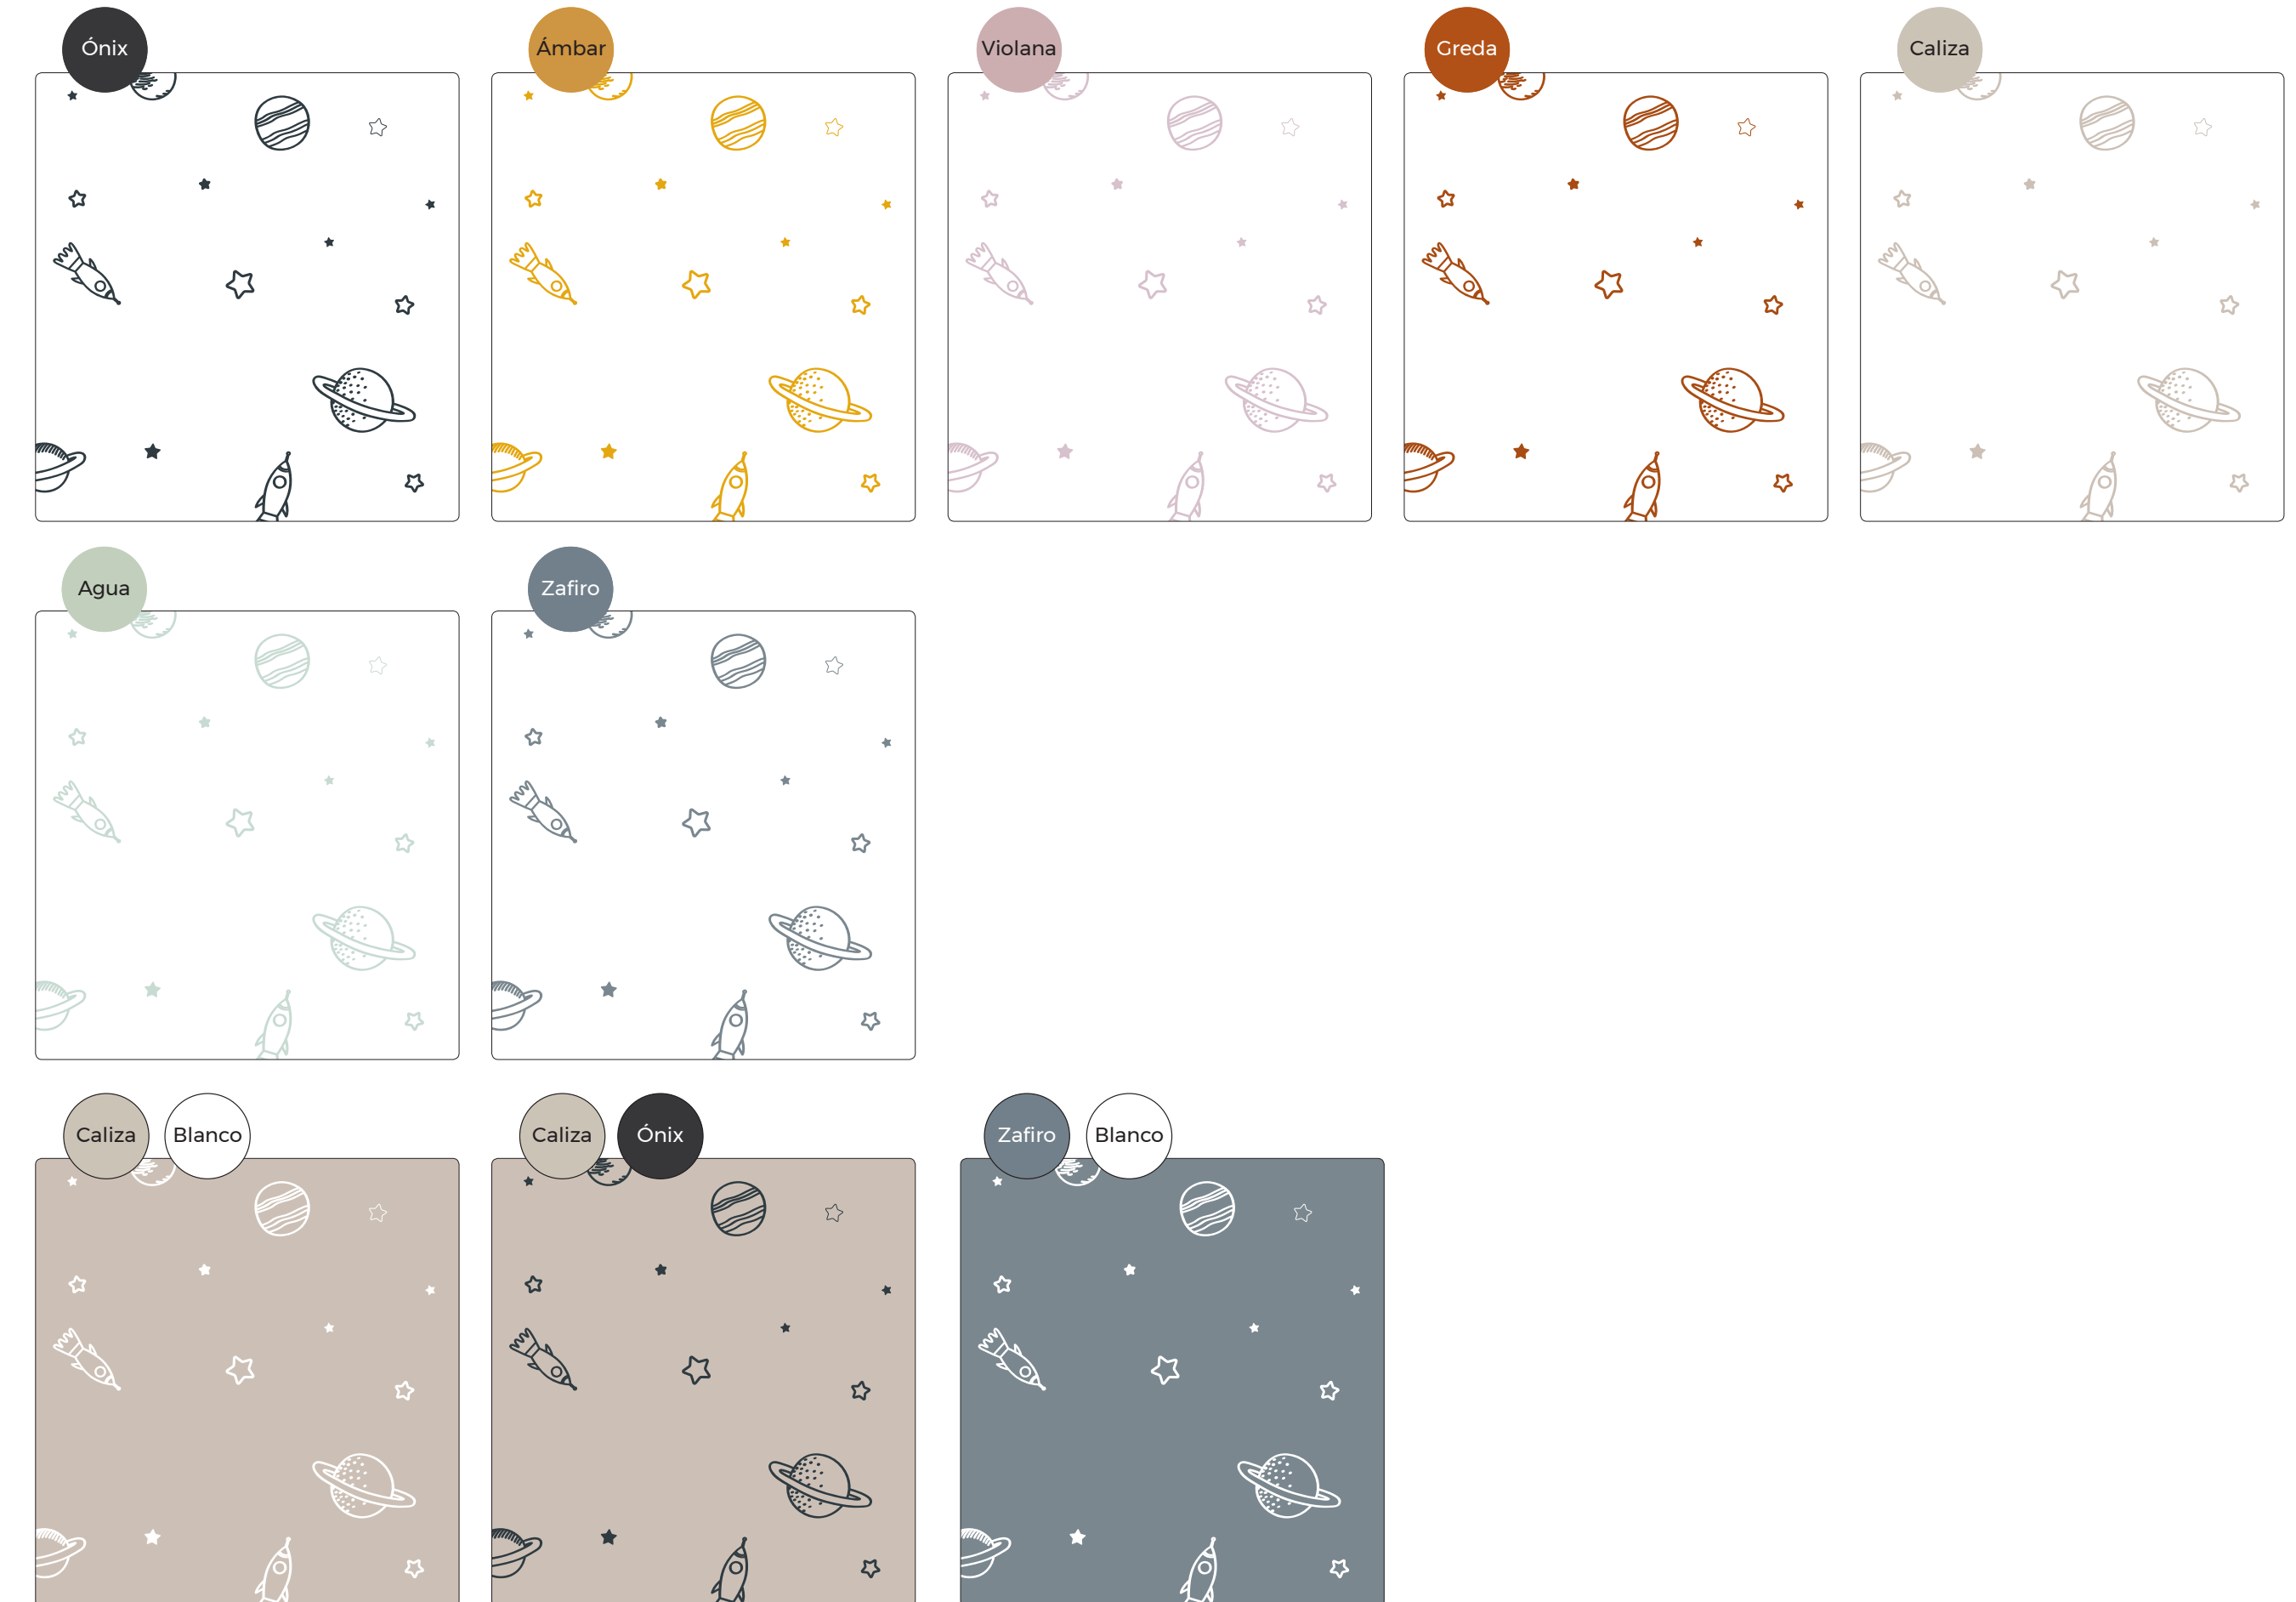 Ónix
Ámbar
Violana
Greda
Caliza
Agua
Zafiro
Caliza
Blanco
Caliza
Ónix
Zafiro
Blanco